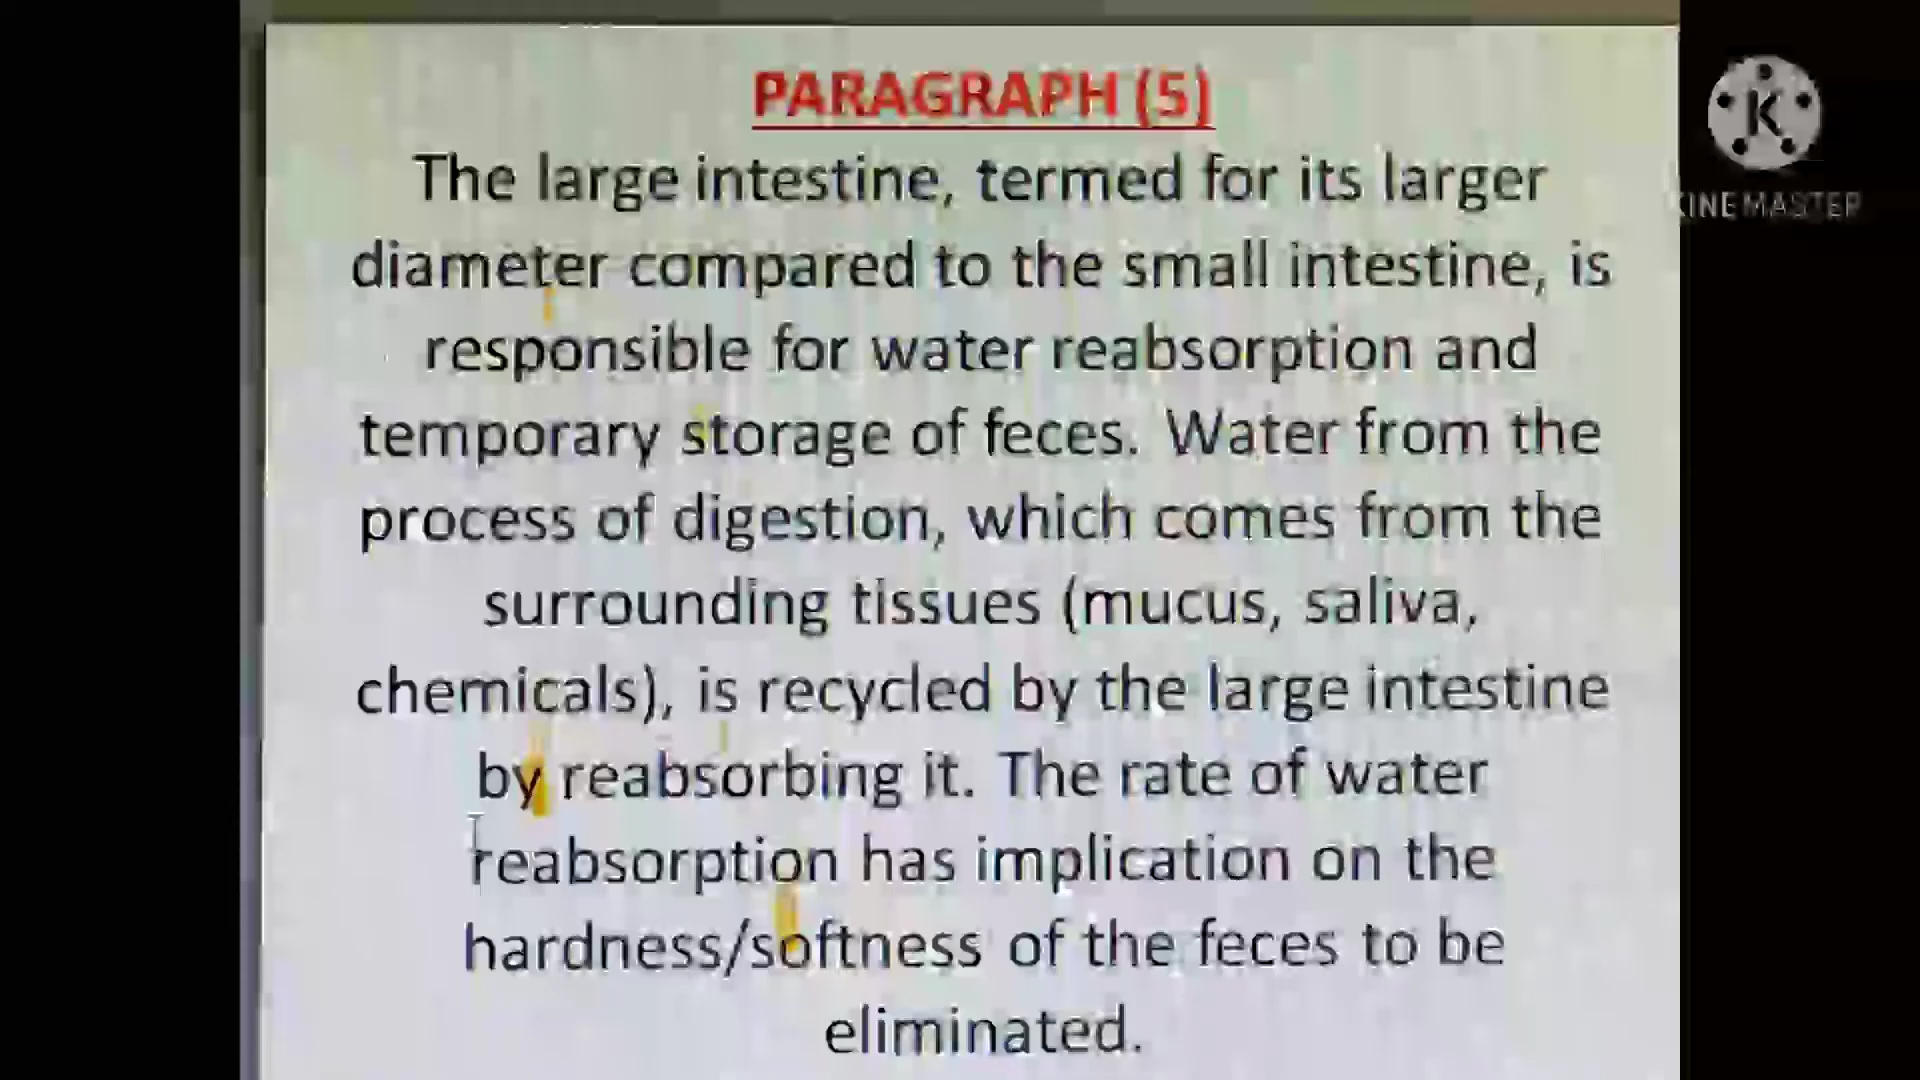 PARAGRAPH (5)
The large intestine, termed for its larger
diameter compared to the small intestine, is
responsible for water reabsorption and
temporary storage of feces. Water from the
process of digestion, which comes from the
surrounding tissues (mucus, saliva,
chemicals), is recycled by the large intestine
by reabsorbing it. The rate of water
reabsorption has implication on the
hardness/softness of the feces to be
eliminated.
K
KINEMASTER